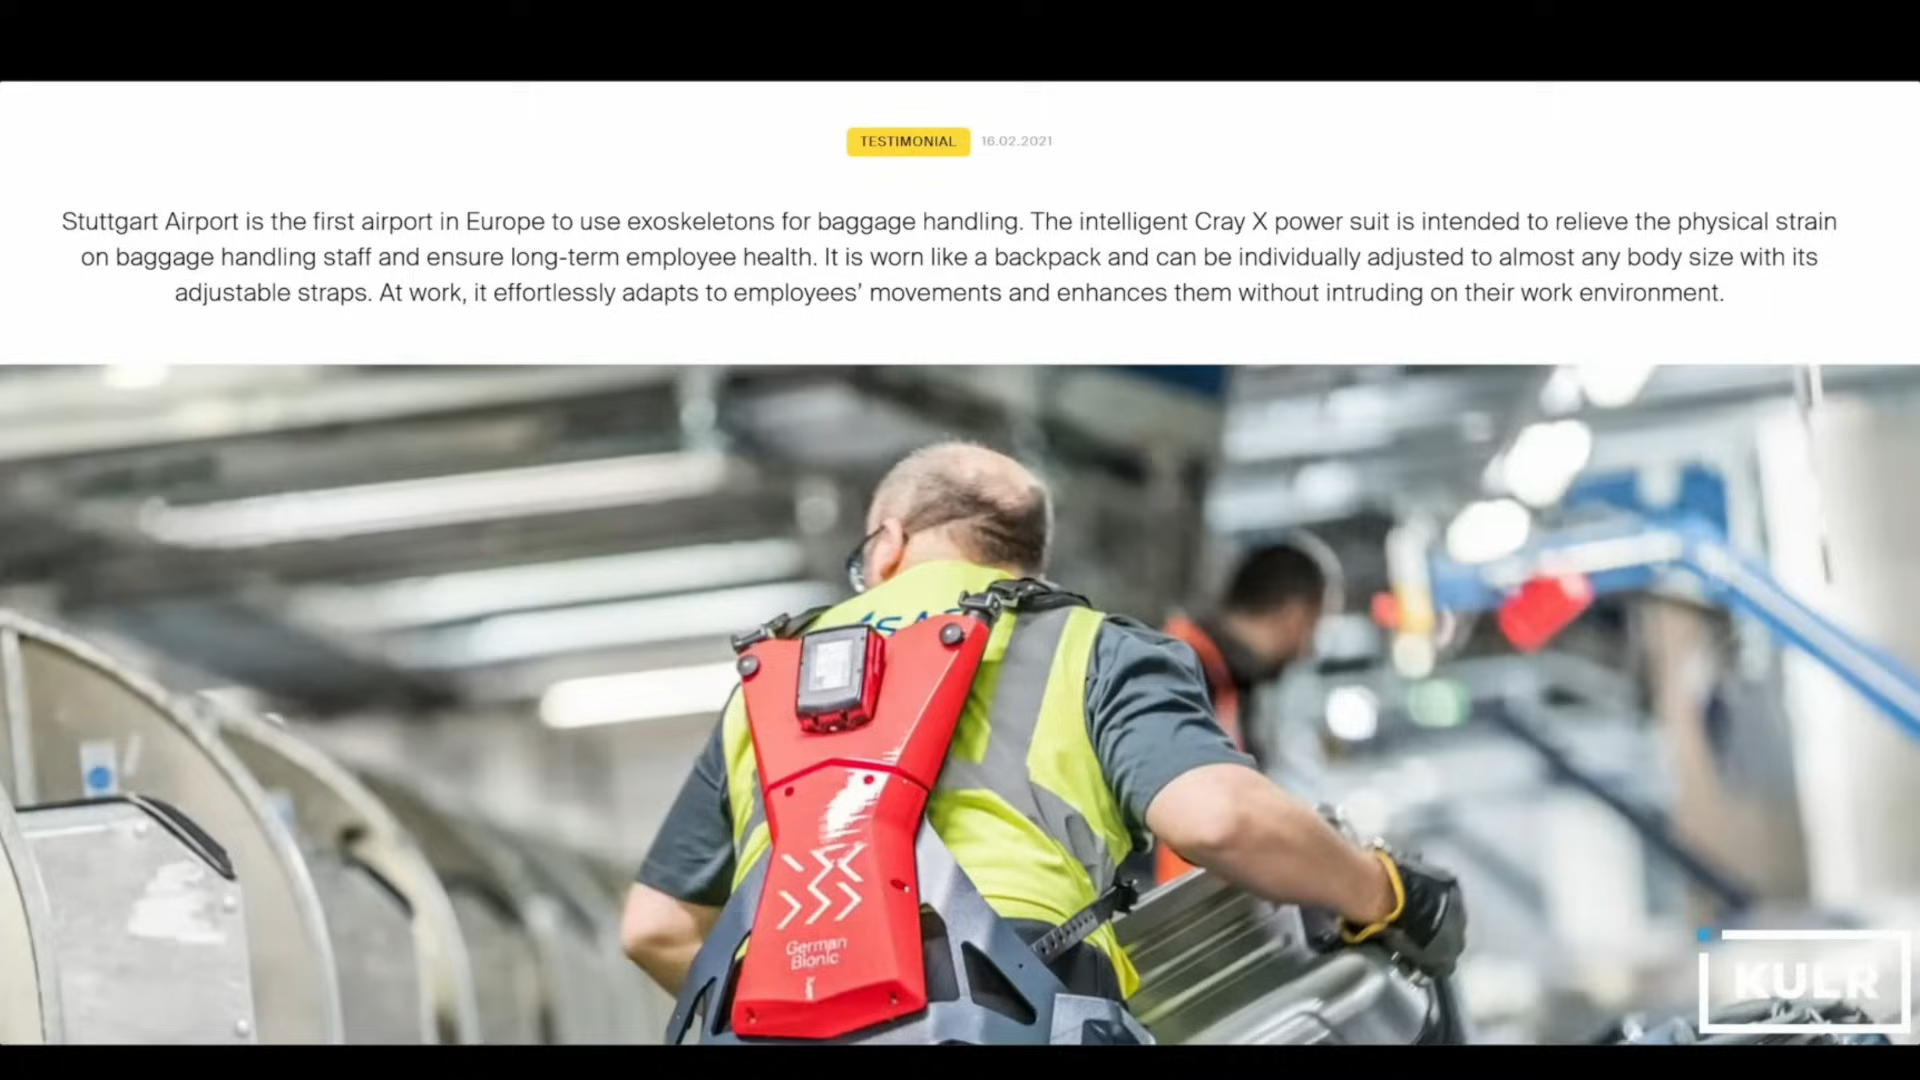 TESTIMONIAL 16.02.2021
Stuttgart Airport is the first airport in Europe to use exoskeletons for baggage handling. The intelligent Cray X power suit is intended to relieve the physical strain
on baggage handling staff and ensure long-term employee health. It is worn like a backpack and can be individually adjusted to almost any body size with its
adjustable straps. At work, it effortlessly adapts to employees’ movements and enhances them without intruding on their work environment.
German
Bionic
KULR